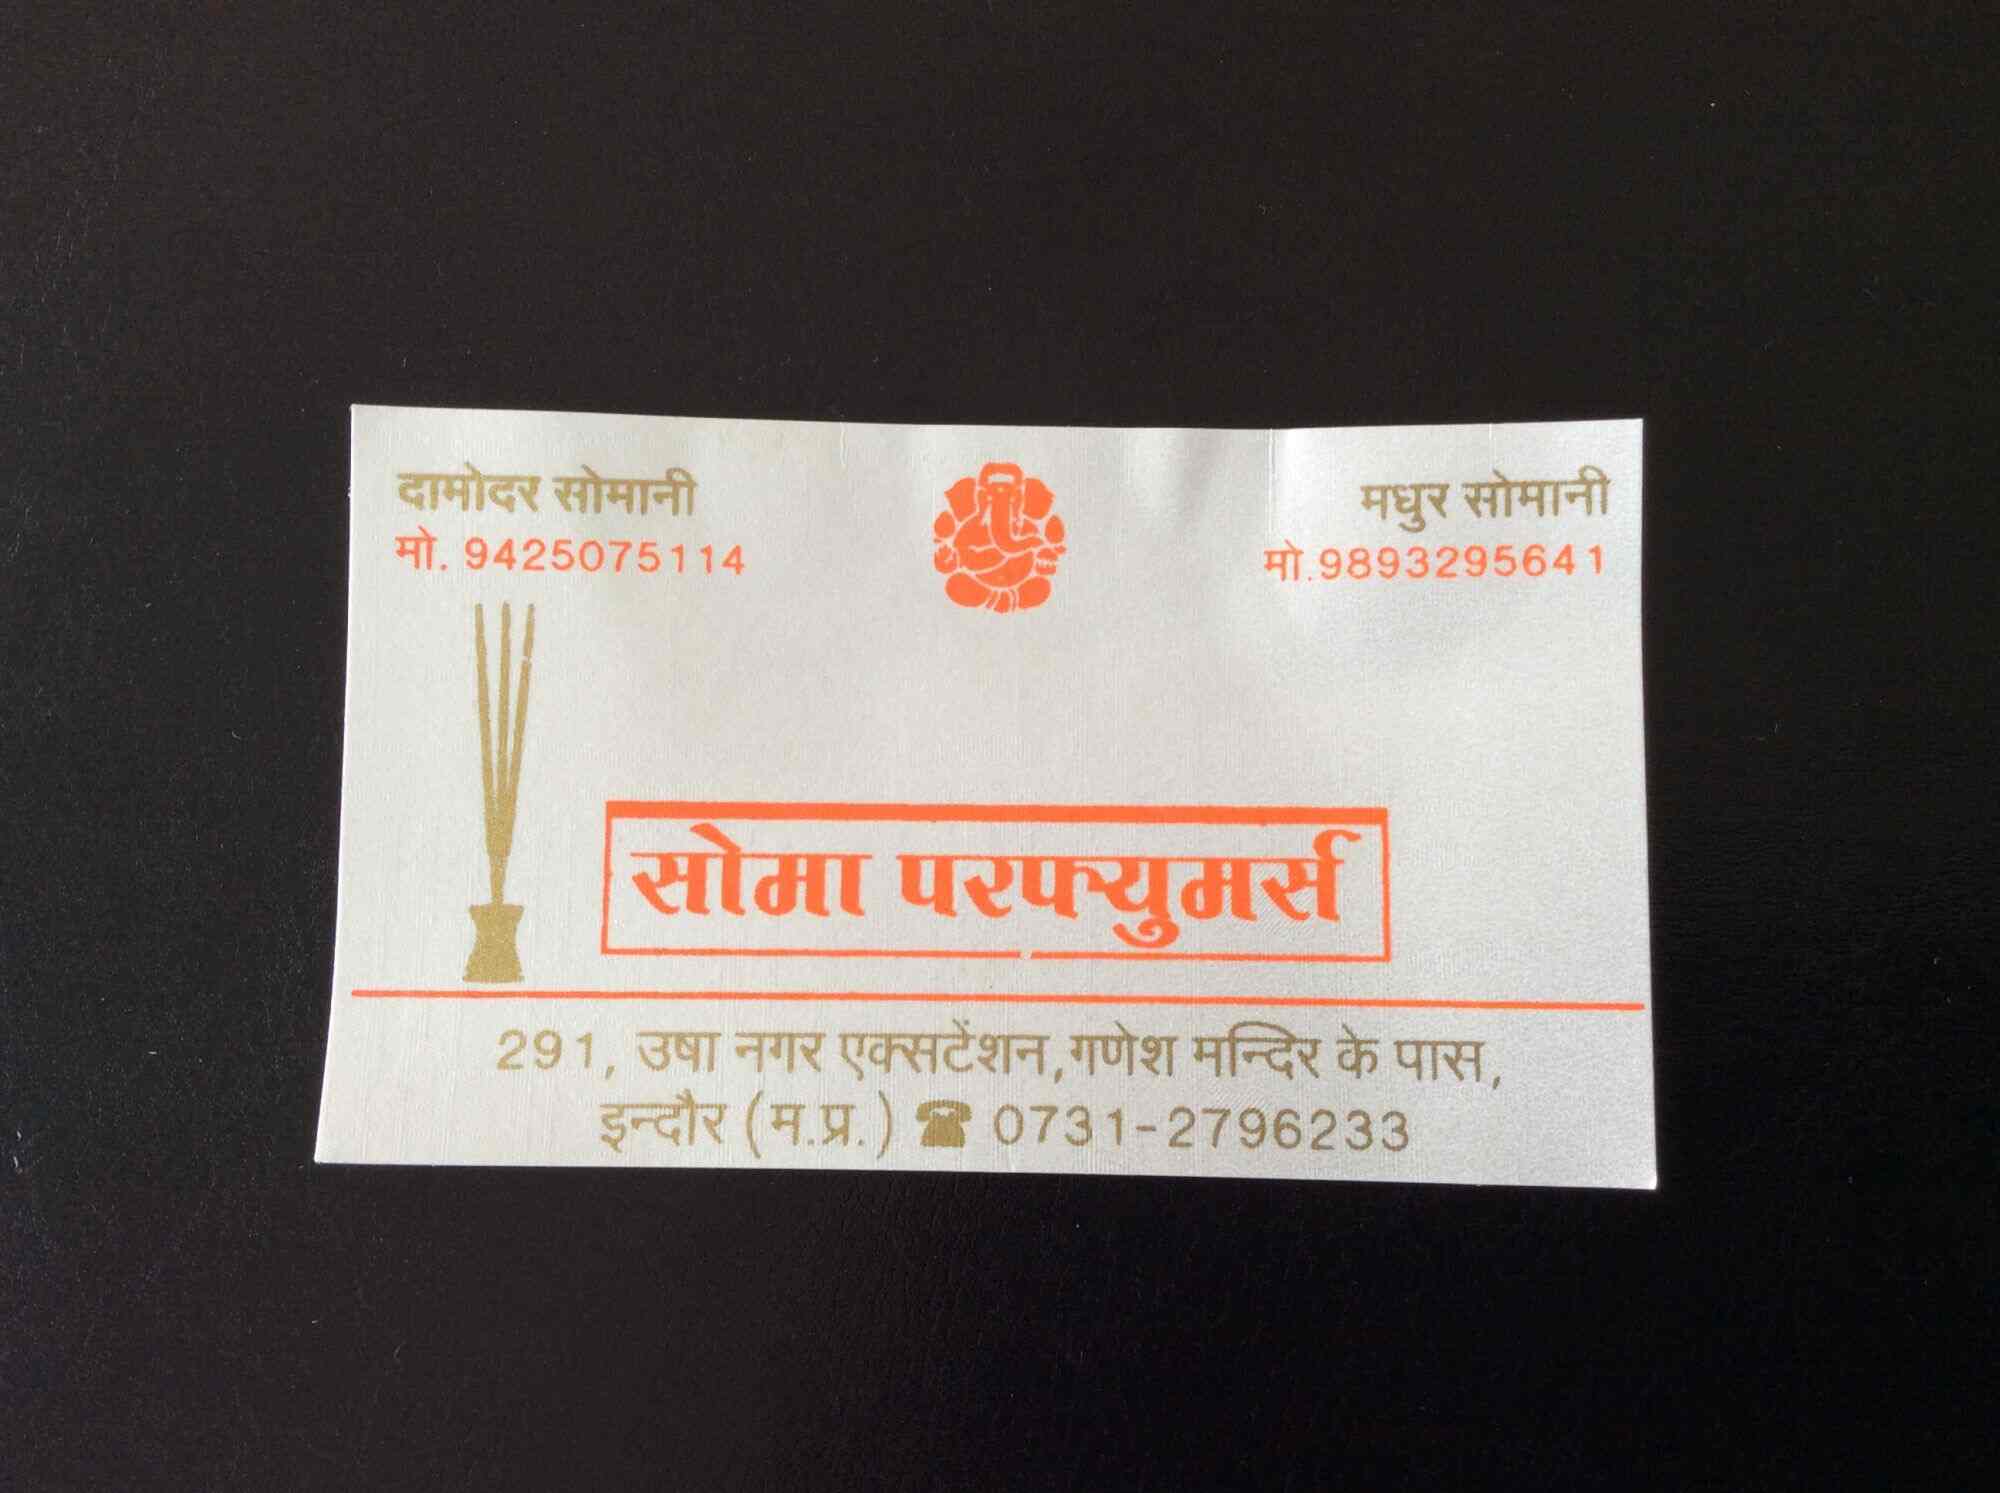 दामोदर सोमानी
मो. 9425075114
मधुर सोमानी
मो.9893295641
सोमा परफ्युमर्स
291, उषा नगर एक्सटेंशन,गणेश मन्दिर के पास,
इन्दौर (म.प्र.) ☎ 0731-2796233